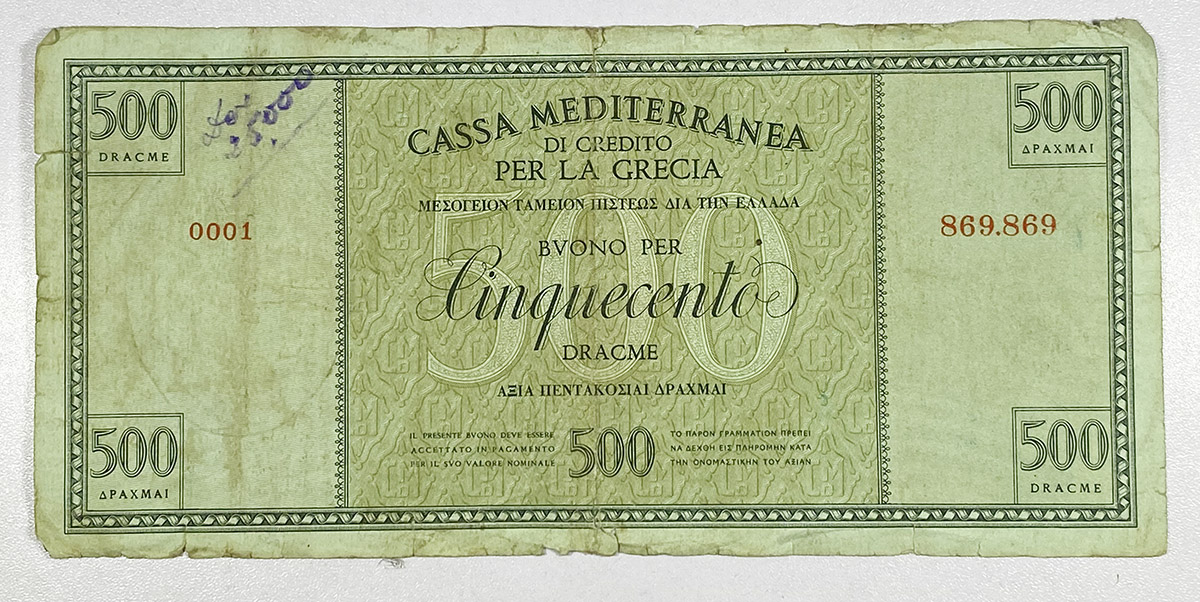 500
DRACME
35000.
500
ΔΡΑΧΜΑΙ
CASSA MEDITERRANEA
DI CREDITO
PER LA GRECIA
ΜΕΣΟΓΕΙΟΝ ΤΑΜΕΙΟΝ ΠΙΣΤΕΩΣ ΔΙΑ ΤΗΝ ΕΛΛΑΔΑ
0001
869.869
BVONO PER
500
Cinquecento
DRACME
ΑΞΙΑ ΠΕΝΤΑΚΟΣΙΑΙ ΔΡΑΧΜΑΙ
IL PRESENTE BVONO DEVE ESSERE
ACCETTATO IN PAGAMENTO
PER IL SVO VALORE NOMINALE
500
ΤΟ ΠΑΡΟΝ ΓΡΑΜΜΑΤΙΟΝ ΠΡΕΠΕΙ
ΝΑ ΔΕΧΘΗ ΕΙΣ ΠΛΗΡΟΜΗΝ ΚΑΤΑ
ΤΗΝ ΟΝΟΜΑΣΤΙΚΗΝ ΤΟΥ ΑΞΙΑΝ
500
ΔΡΑΧΜΑΙ
500
DRACME